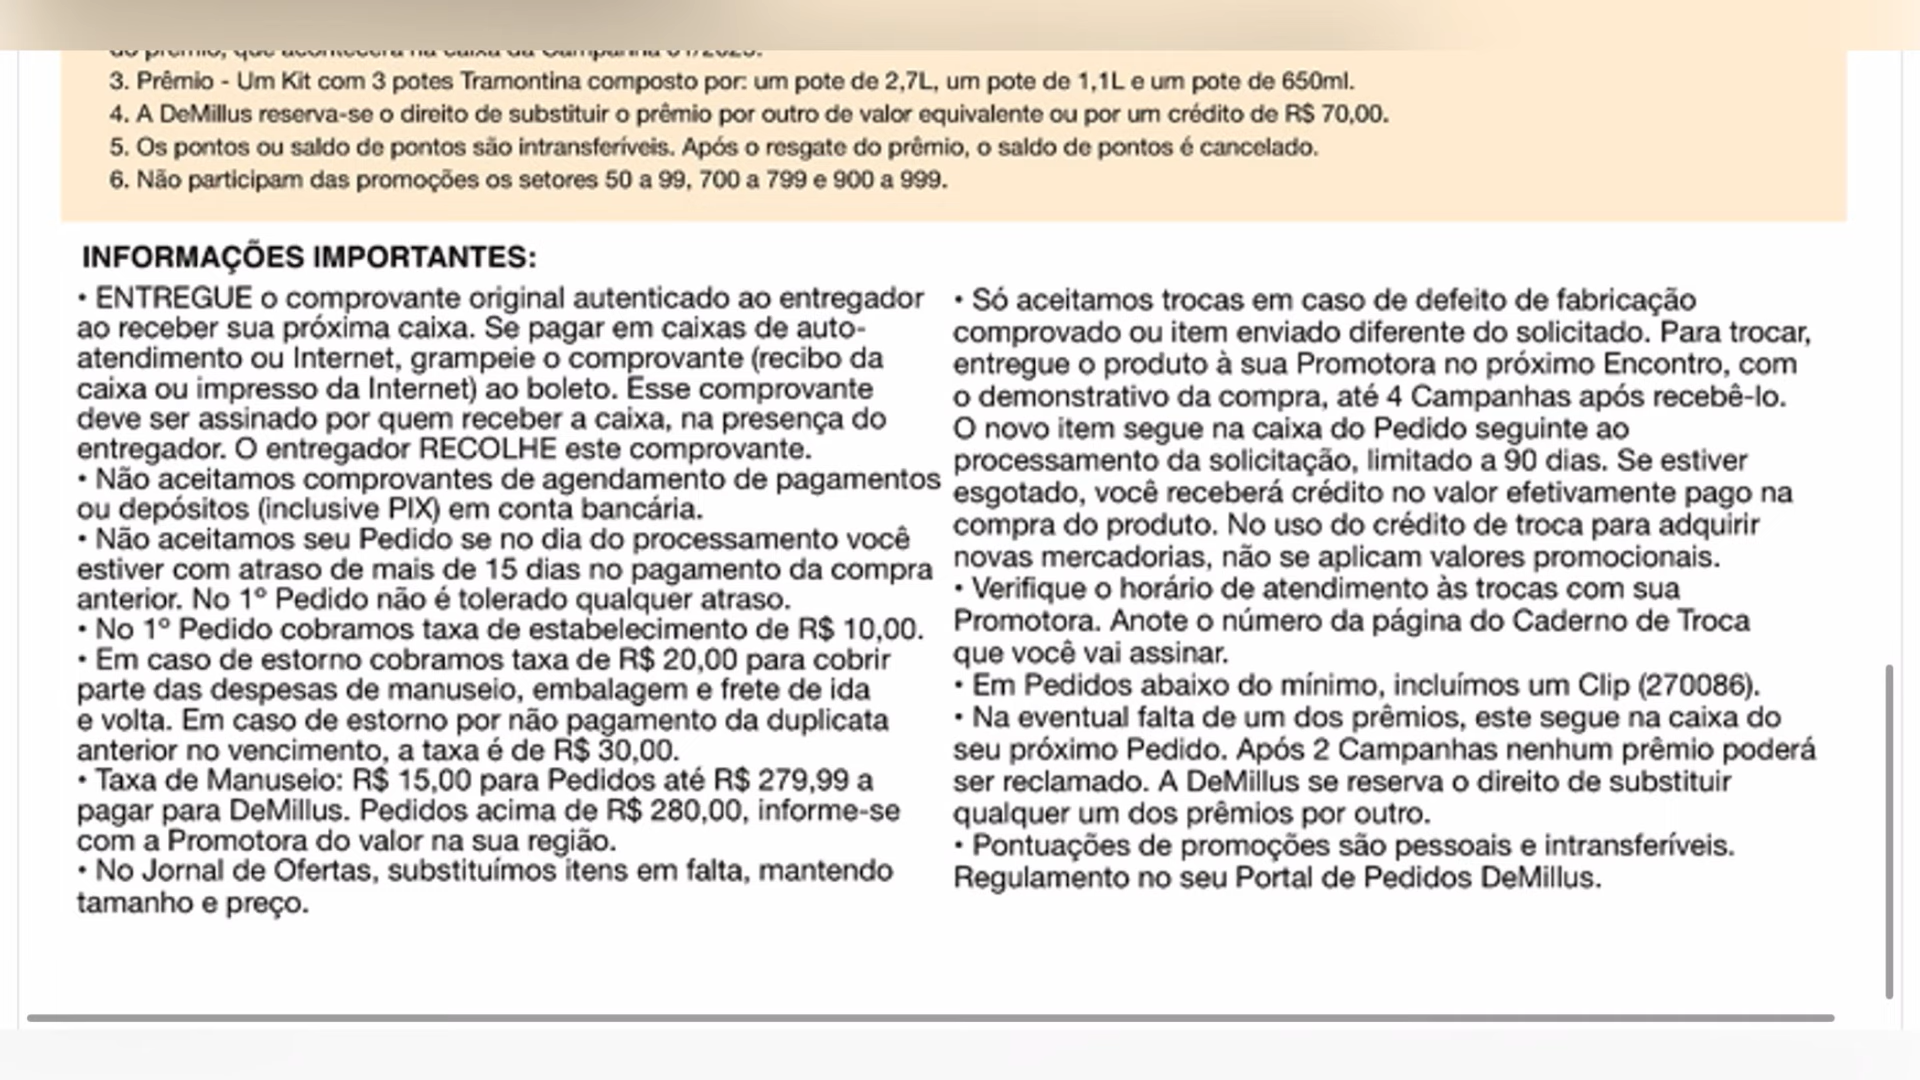 do prêmio, que acontecerá na caixa da Campanha 01/2023.
3. Prêmio - Um Kit com 3 potes Tramontina composto por: um pote de 2,7L, um pote de 1,1L e um pote de 650ml.
4. A DeMillus reserva-se o direito de substituir o prêmio por outro de valor equivalente ou por um crédito de R$ 70,00.
5. Os pontos ou saldo de pontos são intransferíveis. Após o resgate do prêmio, o saldo de pontos é cancelado.
6. Não participam das promoções os setores 50 a 99, 700 a 799 e 900 a 999.
INFORMAÇÕES IMPORTANTES:
• ENTREGUE o comprovante original autenticado ao entregador
ao receber sua próxima caixa. Se pagar em caixas de auto-
atendimento ou Internet, grampeie o comprovante (recibo da
caixa ou impresso da Internet) ao boleto. Esse comprovante
deve ser assinado por quem receber a caixa, na presença do
entregador. O entregador RECOLHE este comprovante.
• Não aceitamos comprovantes de agendamento de pagamentos
ou depósitos (inclusive PIX) em conta bancária.
• Não aceitamos seu Pedido se no dia do processamento você
estiver com atraso de mais de 15 dias no pagamento da compra
anterior. No 1º Pedido não é tolerado qualquer atraso.
• No 1º Pedido cobramos taxa de estabelecimento de R$ 10,00.
• Em caso de estorno cobramos taxa de R$ 20,00 para cobrir
parte das despesas de manuseio, embalagem e frete de ida
e volta. Em caso de estorno por não pagamento da duplicata
anterior no vencimento, a taxa é de R$ 30,00.
• Taxa de Manuseio: R$ 15,00 para Pedidos até R$ 279,99 a
pagar para DeMillus. Pedidos acima de R$ 280,00, informe-se
com a Promotora do valor na sua região.
• No Jornal de Ofertas, substituímos itens em falta, mantendo
tamanho e preço.
• Só aceitamos trocas em caso de defeito de fabricação
comprovado ou item enviado diferente do solicitado. Para trocar,
entregue o produto à sua Promotora no próximo Encontro, com
o demonstrativo da compra, até 4 Campanhas após recebê-lo.
O novo item segue na caixa do Pedido seguinte ao
processamento da solicitação, limitado a 90 dias. Se estiver
esgotado, você receberá crédito no valor efetivamente pago na
compra do produto. No uso do crédito de troca para adquirir
novas mercadorias, não se aplicam valores promocionais.
• Verifique o horário de atendimento às trocas com sua
Promotora. Anote o número da página do Caderno de Troca
que você vai assinar.
• Em Pedidos abaixo do mínimo, incluímos um Clip (270086).
• Na eventual falta de um dos prêmios, este segue na caixa do
seu próximo Pedido. Após 2 Campanhas nenhum prêmio poderá
ser reclamado. A DeMillus se reserva o direito de substituir
qualquer um dos prêmios por outro.
• Pontuações de promoções são pessoais e intransferíveis.
Regulamento no seu Portal de Pedidos DeMillus.